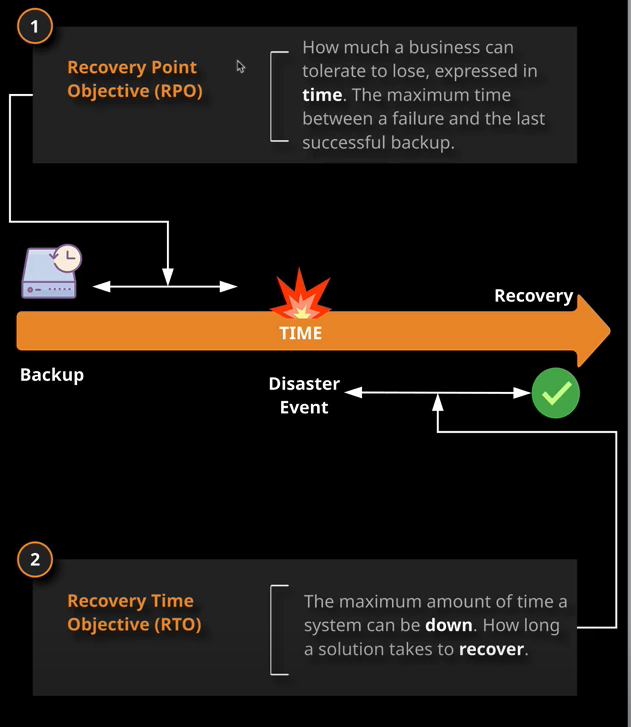 1
Recovery Point
Objective (RPO)
How much a business can
tolerate to lose, expressed in
time. The maximum time
between a failure and the last
successful backup.
Recovery
TIME
Backup
Disaster
Event
2
Recovery Time
Objective (RTO)
The maximum amount of time a
system can be down. How long
a solution takes to recover.